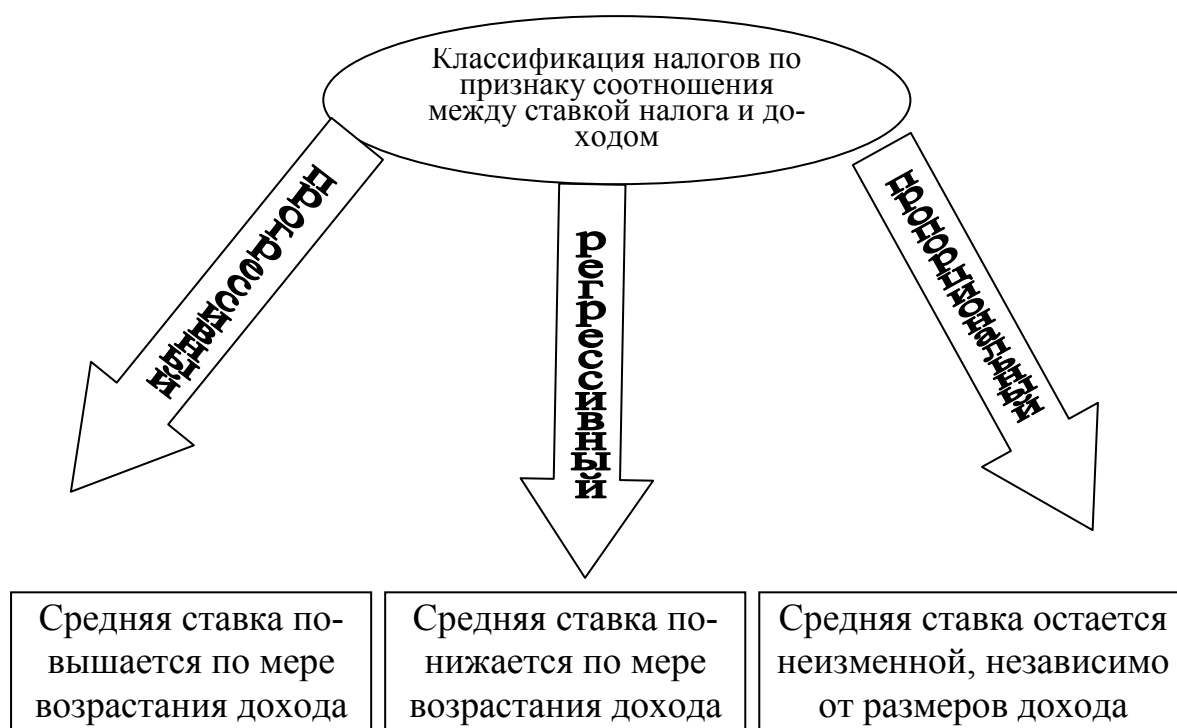 Классификация налогов по
признаку соотношения
между ставкой налога и до-
ходом
прогрессивный
регрессивный
пропорциональный
Средняя ставка по-
вышается по мере
возрастания дохода
Средняя ставка по-
нижается по мере
возрастания дохода
Средняя ставка остается
неизменной, независимо
от размеров дохода